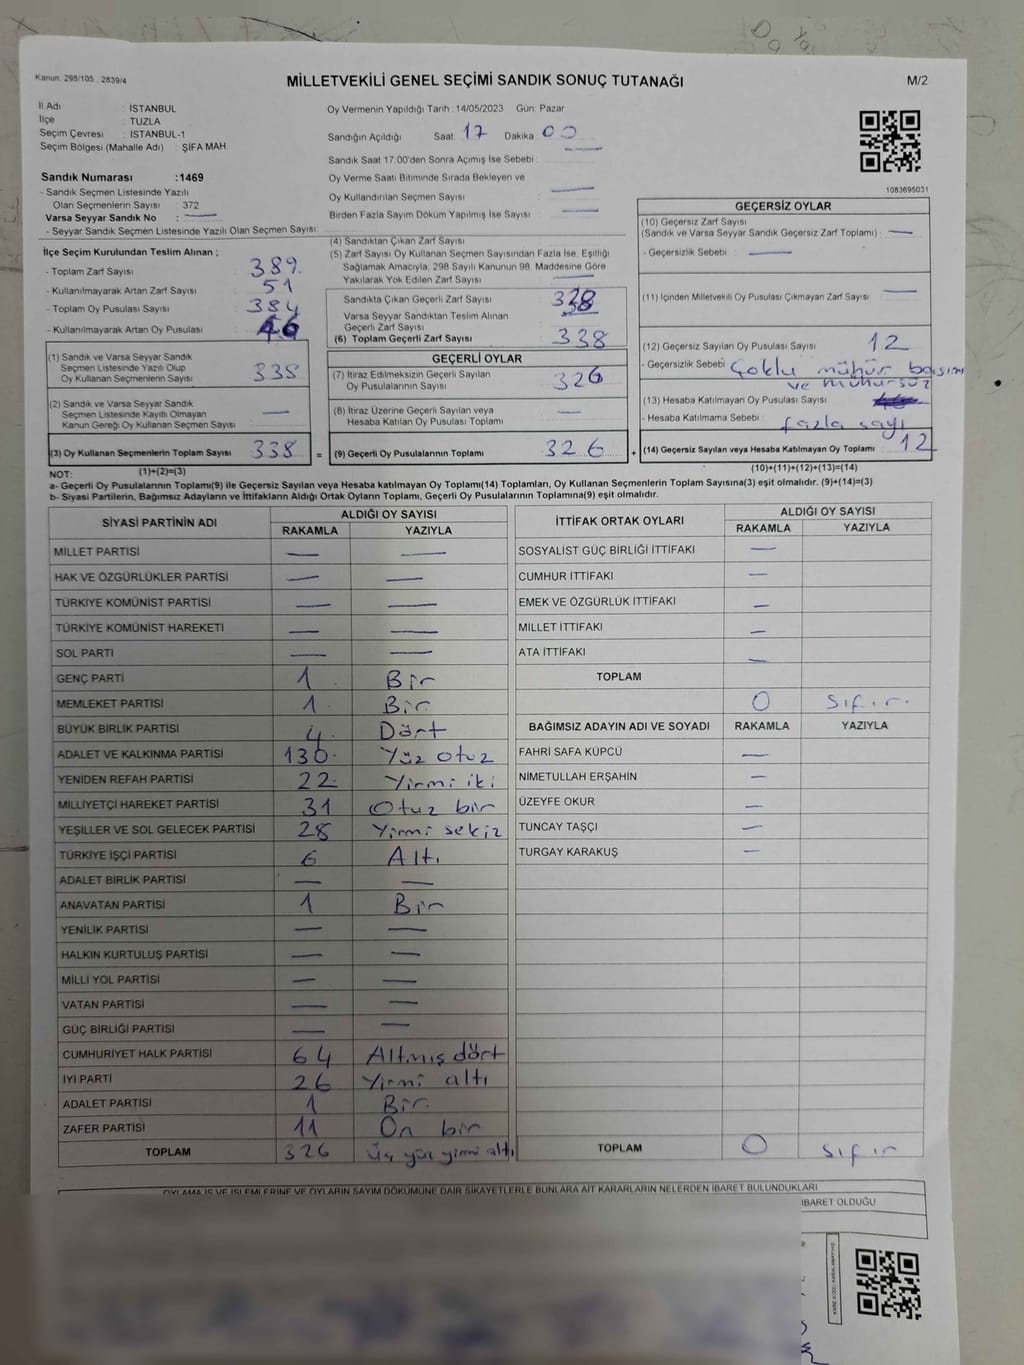 Kanun. 298/105 , 2839/4
MİLLETVEKİLİ GENEL SEÇİMİ SANDIK SONUÇ TUTANAĞI
M/2
İl Adı : İSTANBUL
İlçe : TUZLA
Seçim Çevresi : İSTANBUL-1
Seçim Bölgesi (Mahalle Adı) : ŞİFA MAH.
Oy Vermenin Yapıldığı Tarih :14/05/2023 Gün: Pazar
Sandığın Açıldığı Saat 17 Dakika 00
Sandık Saat 17:00'den Sonra Açımış İse Sebebi :
Sandık Numarası :1469
- Sandık Seçmen Listesinde Yazılı
Olan Seçmenlerin Sayısı : 372
Varsa Seyyar Sandık No : —
- Seyyar Sandık Seçmen Listesinde Yazılı Olan Seçmen Sayısı:
Oy Verme Saati Bitiminde Sırada Bekleyen ve
Oy Kullandırılan Seçmen Sayısı : —
Birden Fazla Sayım Döküm Yapılmış İse Sayısı : —
1083695031
İlçe Seçim Kurulundan Teslim Alınan ;
- Toplam Zarf Sayısı : 389
- Kullanılmayarak Artan Zarf Sayısı : 51
- Toplam Oy Pusulası Sayısı : 384
- Kullanılmayarak Artan Oy Pusulası : 46
(4) Sandıktan Çıkan Zarf Sayısı :
(5) Zarf Sayısı Oy Kullanan Seçmen Sayısından Fazla İse, Eşitliği
Sağlamak Amacıyla, 298 Sayılı Kanunun 98. Maddesine Göre
Yakılarak Yok Edilen Zarf Sayısı : —
Sandıkta Çıkan Geçerli Zarf Sayısı : 338
Varsa Seyyar Sandıktan Teslim Alınan
Geçerli Zarf Sayısı :
(6) Toplam Geçerli Zarf Sayısı : 338
GEÇERSİZ OYLAR
(10) Geçersiz Zarf Sayısı
(Sandık ve Varsa Seyyar Sandık Geçersiz Zarf Toplamı) : —
- Geçersizlik Sebebi : —
(11) İçinden Milletvekili Oy Pusulası Çıkmayan Zarf Sayısı : —
(12) Geçersiz Sayılan Oy Pusulası Sayısı : 12
- Geçersizlik Sebebi : Çoklu mühür basımı
ve mühürsüz
(13) Hesaba Katılmayan Oy Pusulası Sayısı :
- Hesaba Katılmama Sebebi : fazla sayı
(1) Sandık ve Varsa Seyyar Sandık
Seçmen Listesinde Yazılı Olup
Oy Kullanan Seçmenlerin Sayısı : 338
(2) Sandık ve Varsa Seyyar Sandık
Seçmen Listesinde Kayıtlı Olmayan
Kanun Gereği Oy Kullanan Seçmen Sayısı : —
GEÇERLİ OYLAR
(7) İtiraz Edilmeksizin Geçerli Sayılan
Oy Pusulalarının Sayısı : 326
(8) İtiraz Üzerine Geçerli Sayılan veya
Hesaba Katılan Oy Pusulası Toplamı : —
(3) Oy Kullanan Seçmenlerin Toplam Sayısı : 338 = (9) Geçerli Oy Pusulalarının Toplamı : 326 + (14) Geçersiz Sayılan veya Hesaba Katılmayan Oy Toplamı : 12
NOT: (1)+(2)=(3) (10)+(11)+(12)+(13)=(14)
a- Geçerli Oy Pusulalarının Toplamı(9) ile Geçersiz Sayılan veya Hesaba katılmayan Oy Toplamı(14) Toplamları, Oy Kullanan Seçmenlerin Toplam Sayısına(3) eşit olmalıdır. (9)+(14)=(3)
b- Siyasi Partilerin, Bağımsız Adayların ve İttifakların Aldığı Ortak Oyların Toplamı, Geçerli Oy Pusulalarının Toplamına(9) eşit olmalıdır.
SİYASİ PARTİNİN ADI ALDIĞI OY SAYISI
RAKAMLA YAZIYLA
MİLLET PARTİSİ — —
HAK VE ÖZGÜRLÜKLER PARTİSİ — —
TÜRKİYE KOMÜNİST PARTİSİ — —
TÜRKİYE KOMÜNİST HAREKETİ — —
SOL PARTİ — —
GENÇ PARTİ 1 Bir
MEMLEKET PARTİSİ 1 Bir
BÜYÜK BİRLİK PARTİSİ 4 Dört
ADALET VE KALKINMA PARTİSİ 130 Yüz otuz
YENİDEN REFAH PARTİSİ 22 Yirmi iki
MİLLİYETÇİ HAREKET PARTİSİ 31 Otuz bir
YEŞİLLER VE SOL GELECEK PARTİSİ 28 Yirmi sekiz
TÜRKİYE İŞÇİ PARTİSİ 6 Altı
ADALET BİRLİK PARTİSİ — —
ANAVATAN PARTİSİ 1 Bir
YENİLİK PARTİSİ — —
HALKIN KURTULUŞ PARTİSİ — —
MİLLİ YOL PARTİSİ — —
VATAN PARTİSİ — —
GÜÇ BİRLİĞİ PARTİSİ — —
CUMHURİYET HALK PARTİSİ 64 Altmış dört
İYİ PARTİ 26 Yirmi altı
ADALET PARTİSİ 1 Bir
ZAFER PARTİSİ 11 On bir
TOPLAM 326 Üç yüz yirmi altı
İTTİFAK ORTAK OYLARI ALDIĞI OY SAYISI
RAKAMLA YAZIYLA
SOSYALİST GÜÇ BİRLİĞİ İTTİFAKI —
CUMHUR İTTİFAKI —
EMEK VE ÖZGÜRLÜK İTTİFAKI —
MİLLET İTTİFAKI —
ATA İTTİFAKI —
TOPLAM
0 Sıfır
BAĞIMSIZ ADAYIN ADI VE SOYADI RAKAMLA YAZIYLA
FAHRİ SAFA KÜPCÜ —
NİMETULLAH ERŞAHİN —
ÜZEYFE OKUR —
TUNCAY TAŞÇI —
TURGAY KARAKUŞ —
TOPLAM 0 Sıfır
OYLAMA İŞ VE İŞLEMLERİNE VE OYLARIN SAYIM DÖKÜMÜNE DAİR ŞİKAYETLERLE BUNLARA AİT KARARLARIN NELERDEN İBARET BULUNDUKLARI
İBARET OLDUĞU